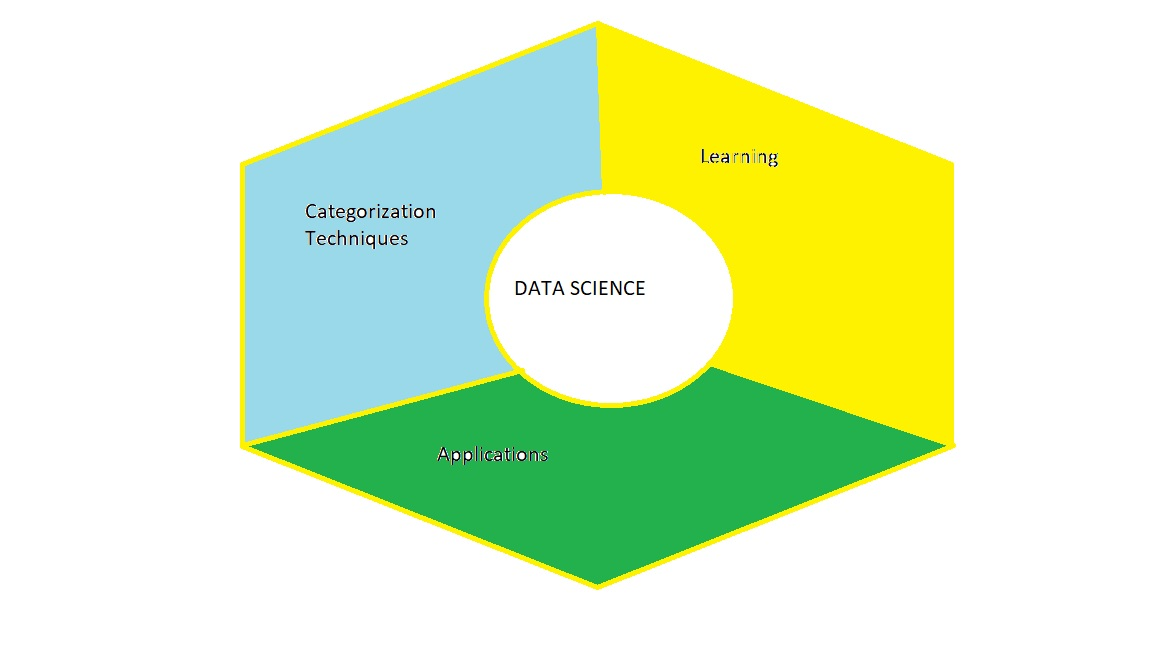 Learning
Categorization
Techniques
DATA SCIENCE
Applications